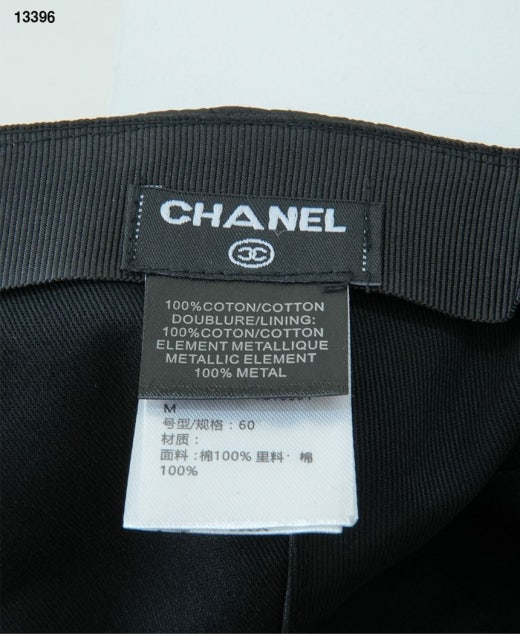 13396
CHANEL
100%COTON/COTTON
DOUBLURE/LINING:
100%COTON/COTTON
ELEMENT METALLIQUE
METALLIC ELEMENT
100% METAL
M
号型/规格：60
材质：
面料:棉100% 里料· 棉
100%